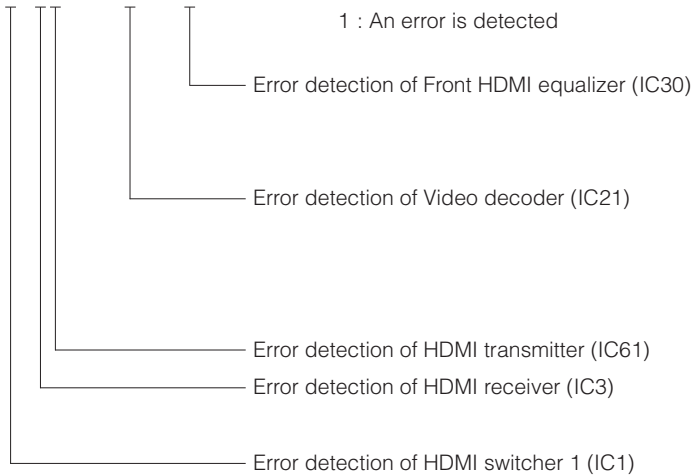 1 : An error is detected
Error detection of Front HDMI equalizer (IC30)
Error detection of Video decoder (IC21)
Error detection of HDMI transmitter (IC61)
Error detection of HDMI receiver (IC3)
Error detection of HDMI switcher 1 (IC1)